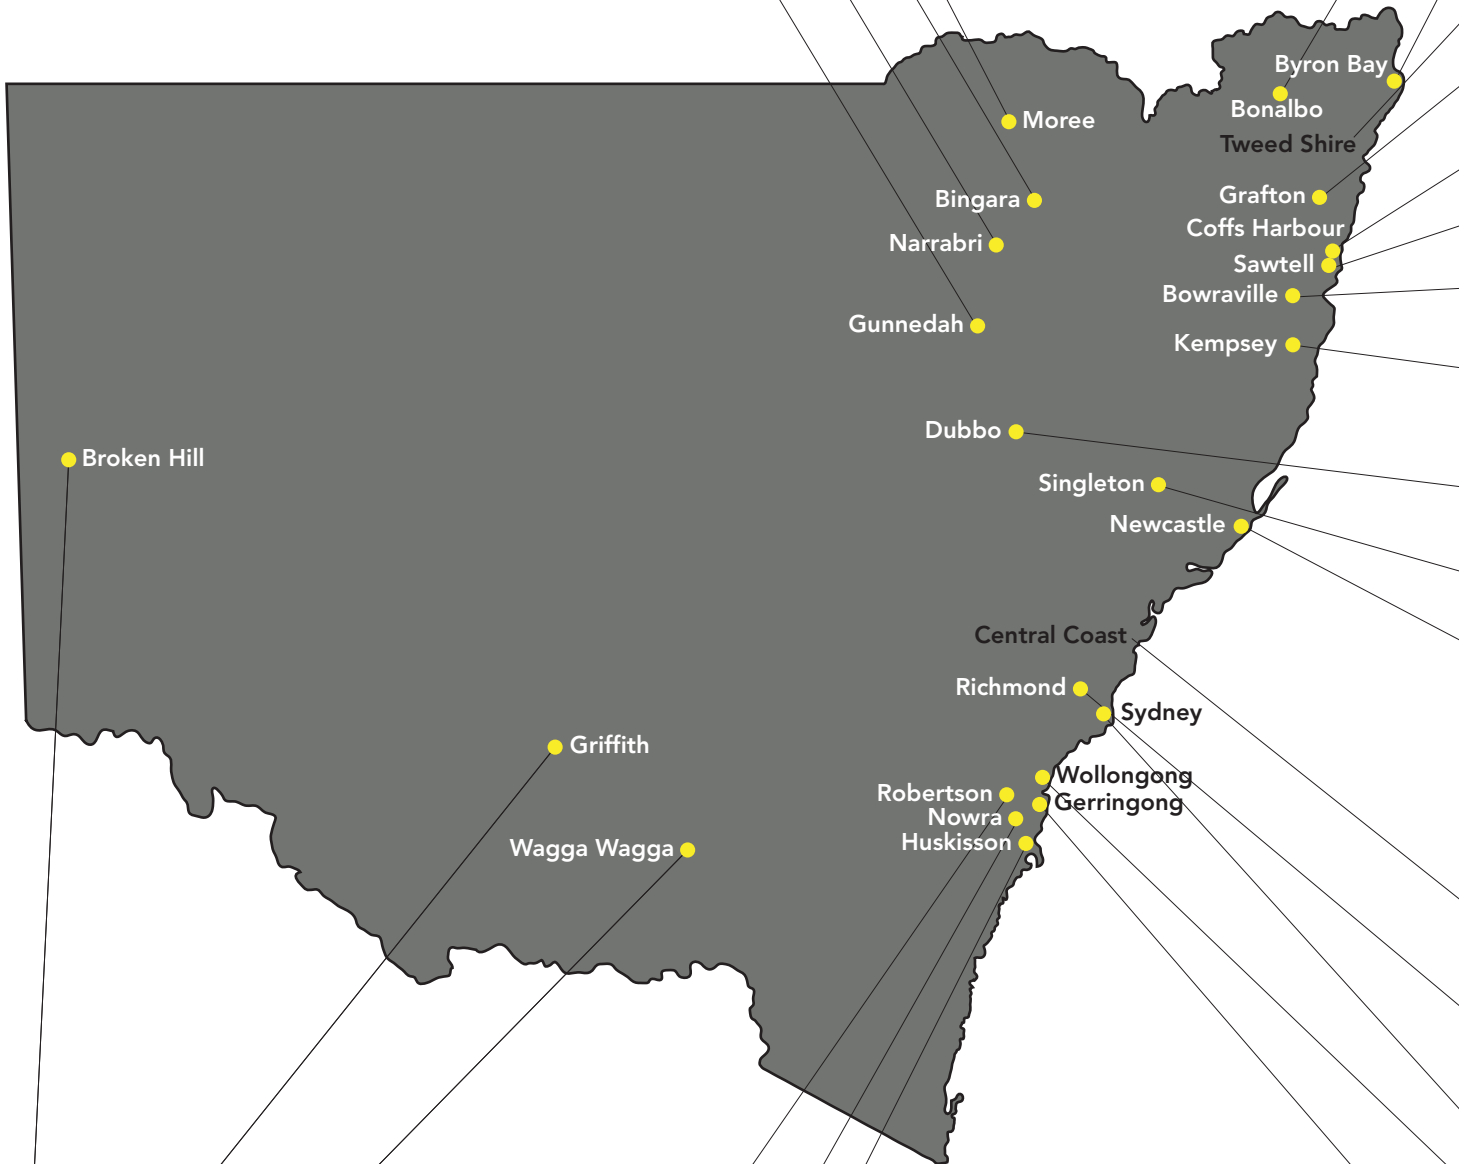 Byron Bay
Bonalbo
Moree
Tweed Shire
Bingara
Grafton
Coffs Harbour
Narrabri
Sawtell
Bowraville
Gunnedah
Kempsey
Dubbo
Broken Hill
Singleton
Newcastle
Central Coast
Richmond
Sydney
Griffith
Wollongong
Robertson
Gerringong
Nowra
Huskisson
Wagga Wagga